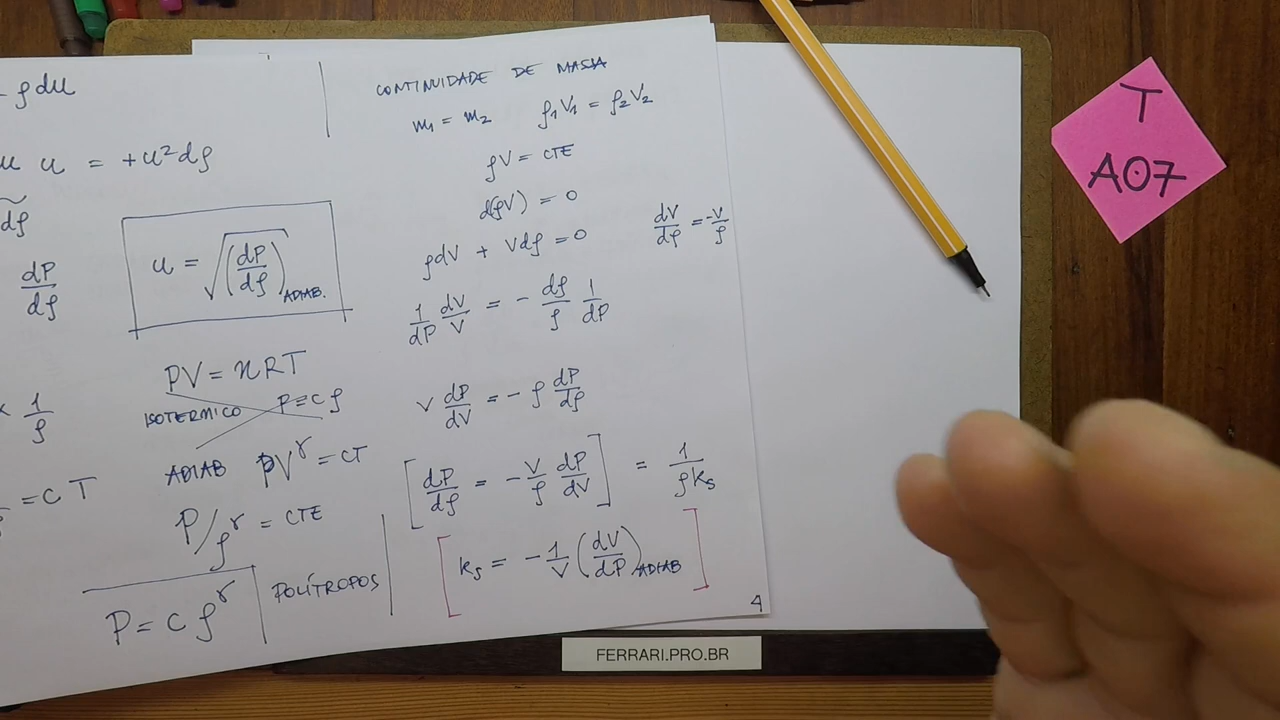 ρdu
u u = +u²dρ
dρ
dP/dρ
u = √(dP/dρ)ADIAB.
PV = nRT
ISOTERMICO P = Cρ
1/ρ
ADIAB PV^γ = CT
= C T
P/ρ^γ = CTE
P = Cρ^γ
POLÍTROPOS
CONTINUIDADE DE MASSA
m₁ = m₂ ρ₁V₁ = ρ₂V₂
ρV = CTE
d(ρV) = 0
ρdV + Vdρ = 0 dV/dρ = -V/ρ
1/dP dV/V = - dρ/ρ 1/dP
V dP/dV = - ρ dP/dρ
[dP/dρ = - V/ρ dP/dV] = 1/ρks
[ks = - 1/V (dV/dP)ADIAB]
4
T
A07
FERRARI.PRO.BR